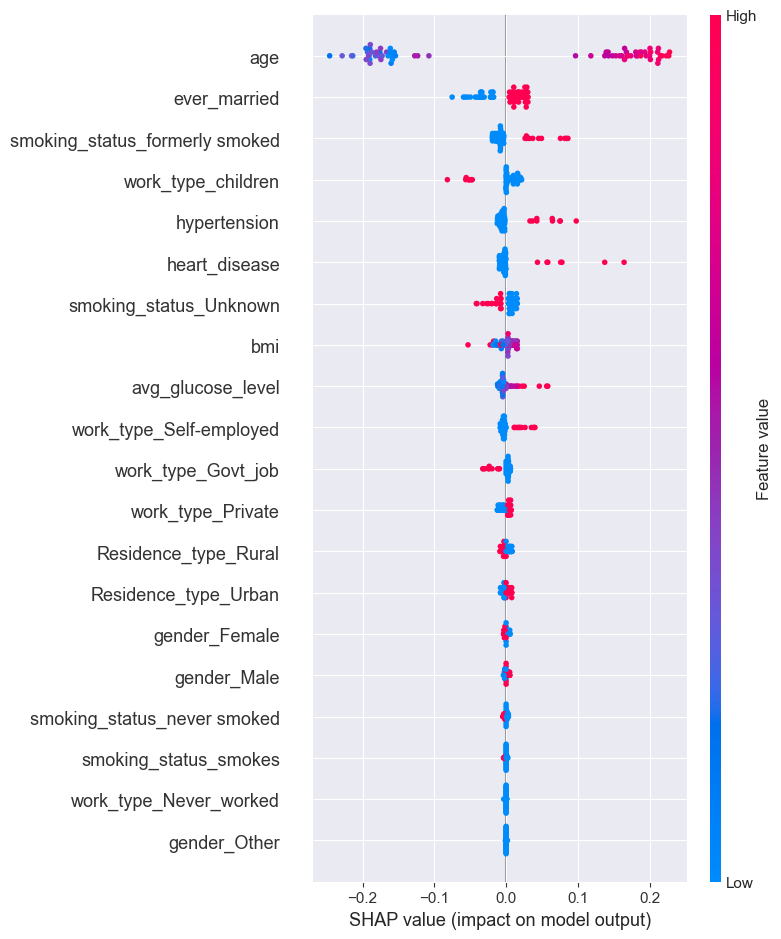 High
age
ever_married
smoking_status_formerly smoked
work_type_children
hypertension
heart_disease
smoking_status_Unknown
bmi
avg_glucose_level
work_type_Self-employed
work_type_Govt_job
work_type_Private
Residence_type_Rural
Residence_type_Urban
gender_Female
gender_Male
smoking_status_never smoked
smoking_status_smokes
work_type_Never_worked
gender_Other
Feature value
Low
−0.2 −0.1 0.0 0.1 0.2
SHAP value (impact on model output)